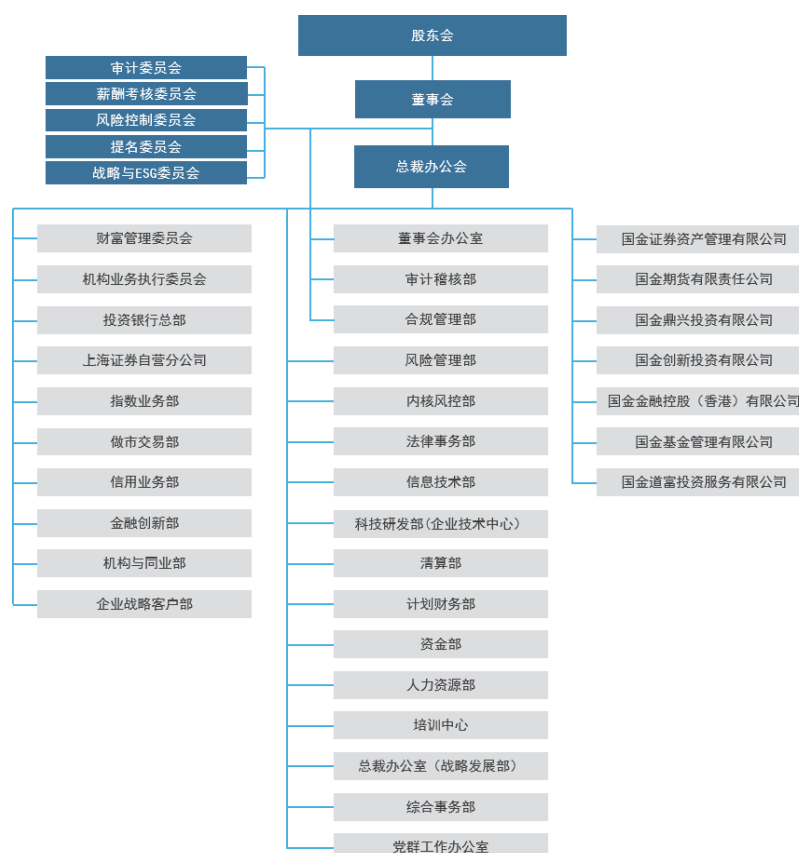 股东会
审计委员会
薪酬考核委员会
风险控制委员会
提名委员会
战略与ESG委员会
董事会
总裁办公会
财富管理委员会
机构业务执行委员会
投资银行总部
上海证券自营分公司
指数业务部
做市交易部
信用业务部
金融创新部
机构与同业部
企业战略客户部
董事会办公室
审计稽核部
合规管理部
风险管理部
内核风控部
法律事务部
信息技术部
科技研发部(企业技术中心）
清算部
计划财务部
资金部
人力资源部
培训中心
总裁办公室（战略发展部）
综合事务部
党群工作办公室
国金证券资产管理有限公司
国金期货有限责任公司
国金鼎兴投资有限公司
国金创新投资有限公司
国金金融控股（香港）有限公司
国金基金管理有限公司
国金道富投资服务有限公司